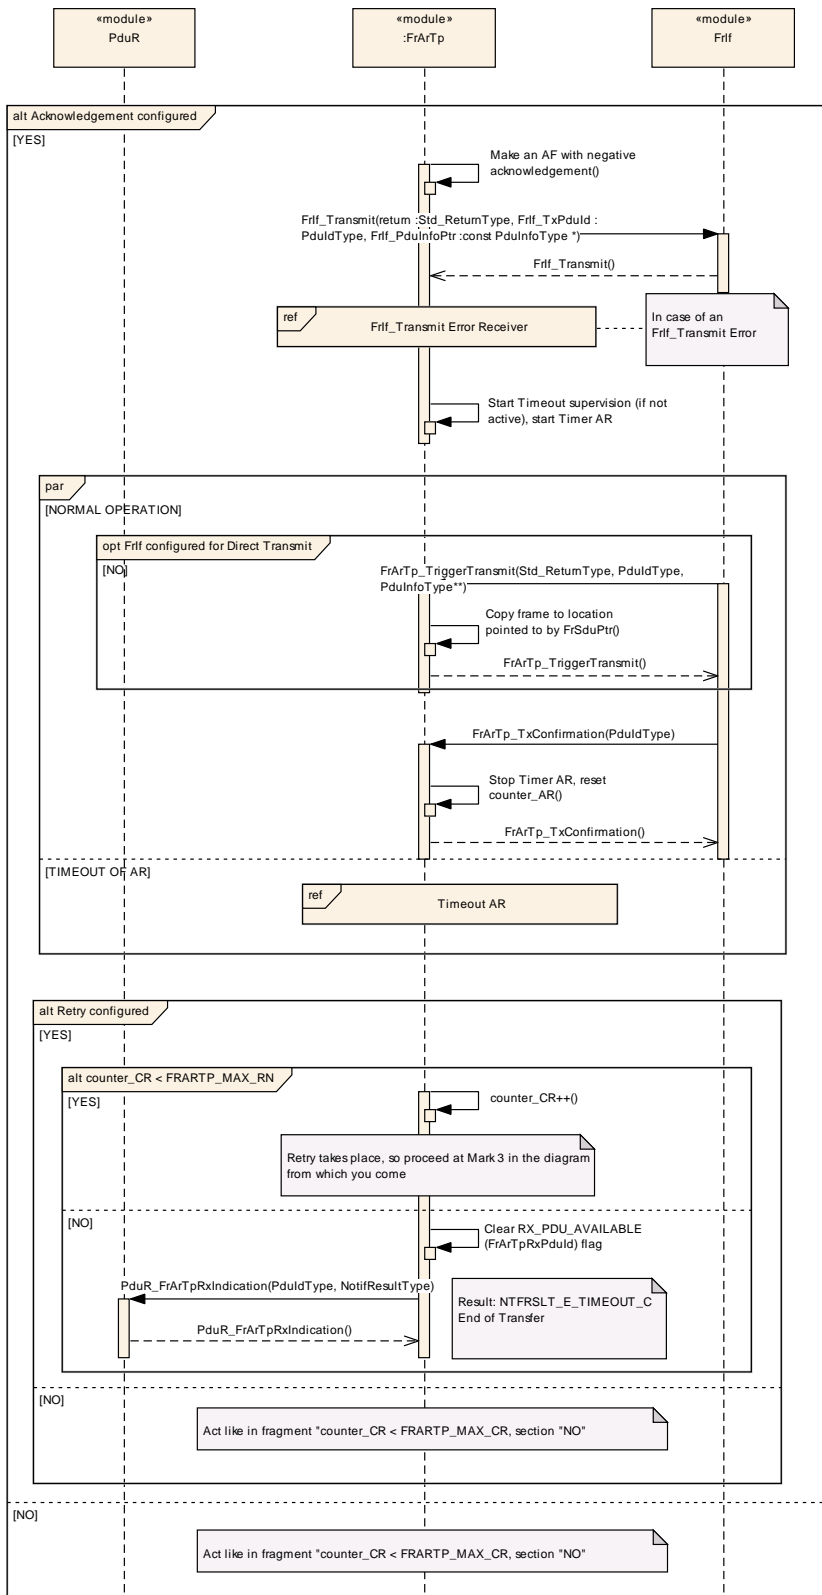 «module»
PduR
«module»
:FrArTp
«module»
FrIf
alt Acknowledgement configured
[YES]
Make an AF with negative
acknowledgement()
FrIf_Transmit(return :Std_ReturnType, FrIf_TxPduId :
PduIdType, FrIf_PduInfoPtr :const PduInfoType *)
FrIf_Transmit()
ref
FrIf_Transmit Error Receiver
In case of an
FrIf_Transmit Error
Start Timeout supervision (if not
active), start Timer AR
par
[NORMAL OPERATION]
opt FrIf configured for Direct Transmit
[NO]
FrArTp_TriggerTransmit(Std_ReturnType, PduIdType,
PduInfoType**)
Copy frame to location
pointed to by FrSduPtr()
FrArTp_TriggerTransmit()
FrArTp_TxConfirmation(PduIdType)
Stop Timer AR, reset
counter_AR()
FrArTp_TxConfirmation()
[TIMEOUT OF AR]
ref
Timeout AR
alt Retry configured
[YES]
alt counter_CR < FRARTP_MAX_RN
[YES]
counter_CR++()
Retry takes place, so proceed at Mark 3 in the diagram
from which you come
[NO]
Clear RX_PDU_AVAILABLE
(FrArTpRxPduId) flag
PduR_FrArTpRxIndication(PduIdType, NotifResultType)
Result: NTFRSLT_E_TIMEOUT_C
End of Transfer
PduR_FrArTpRxIndication()
[NO]
Act like in fragment "counter_CR < FRARTP_MAX_CR, section "NO"
[NO]
Act like in fragment "counter_CR < FRARTP_MAX_CR, section "NO"